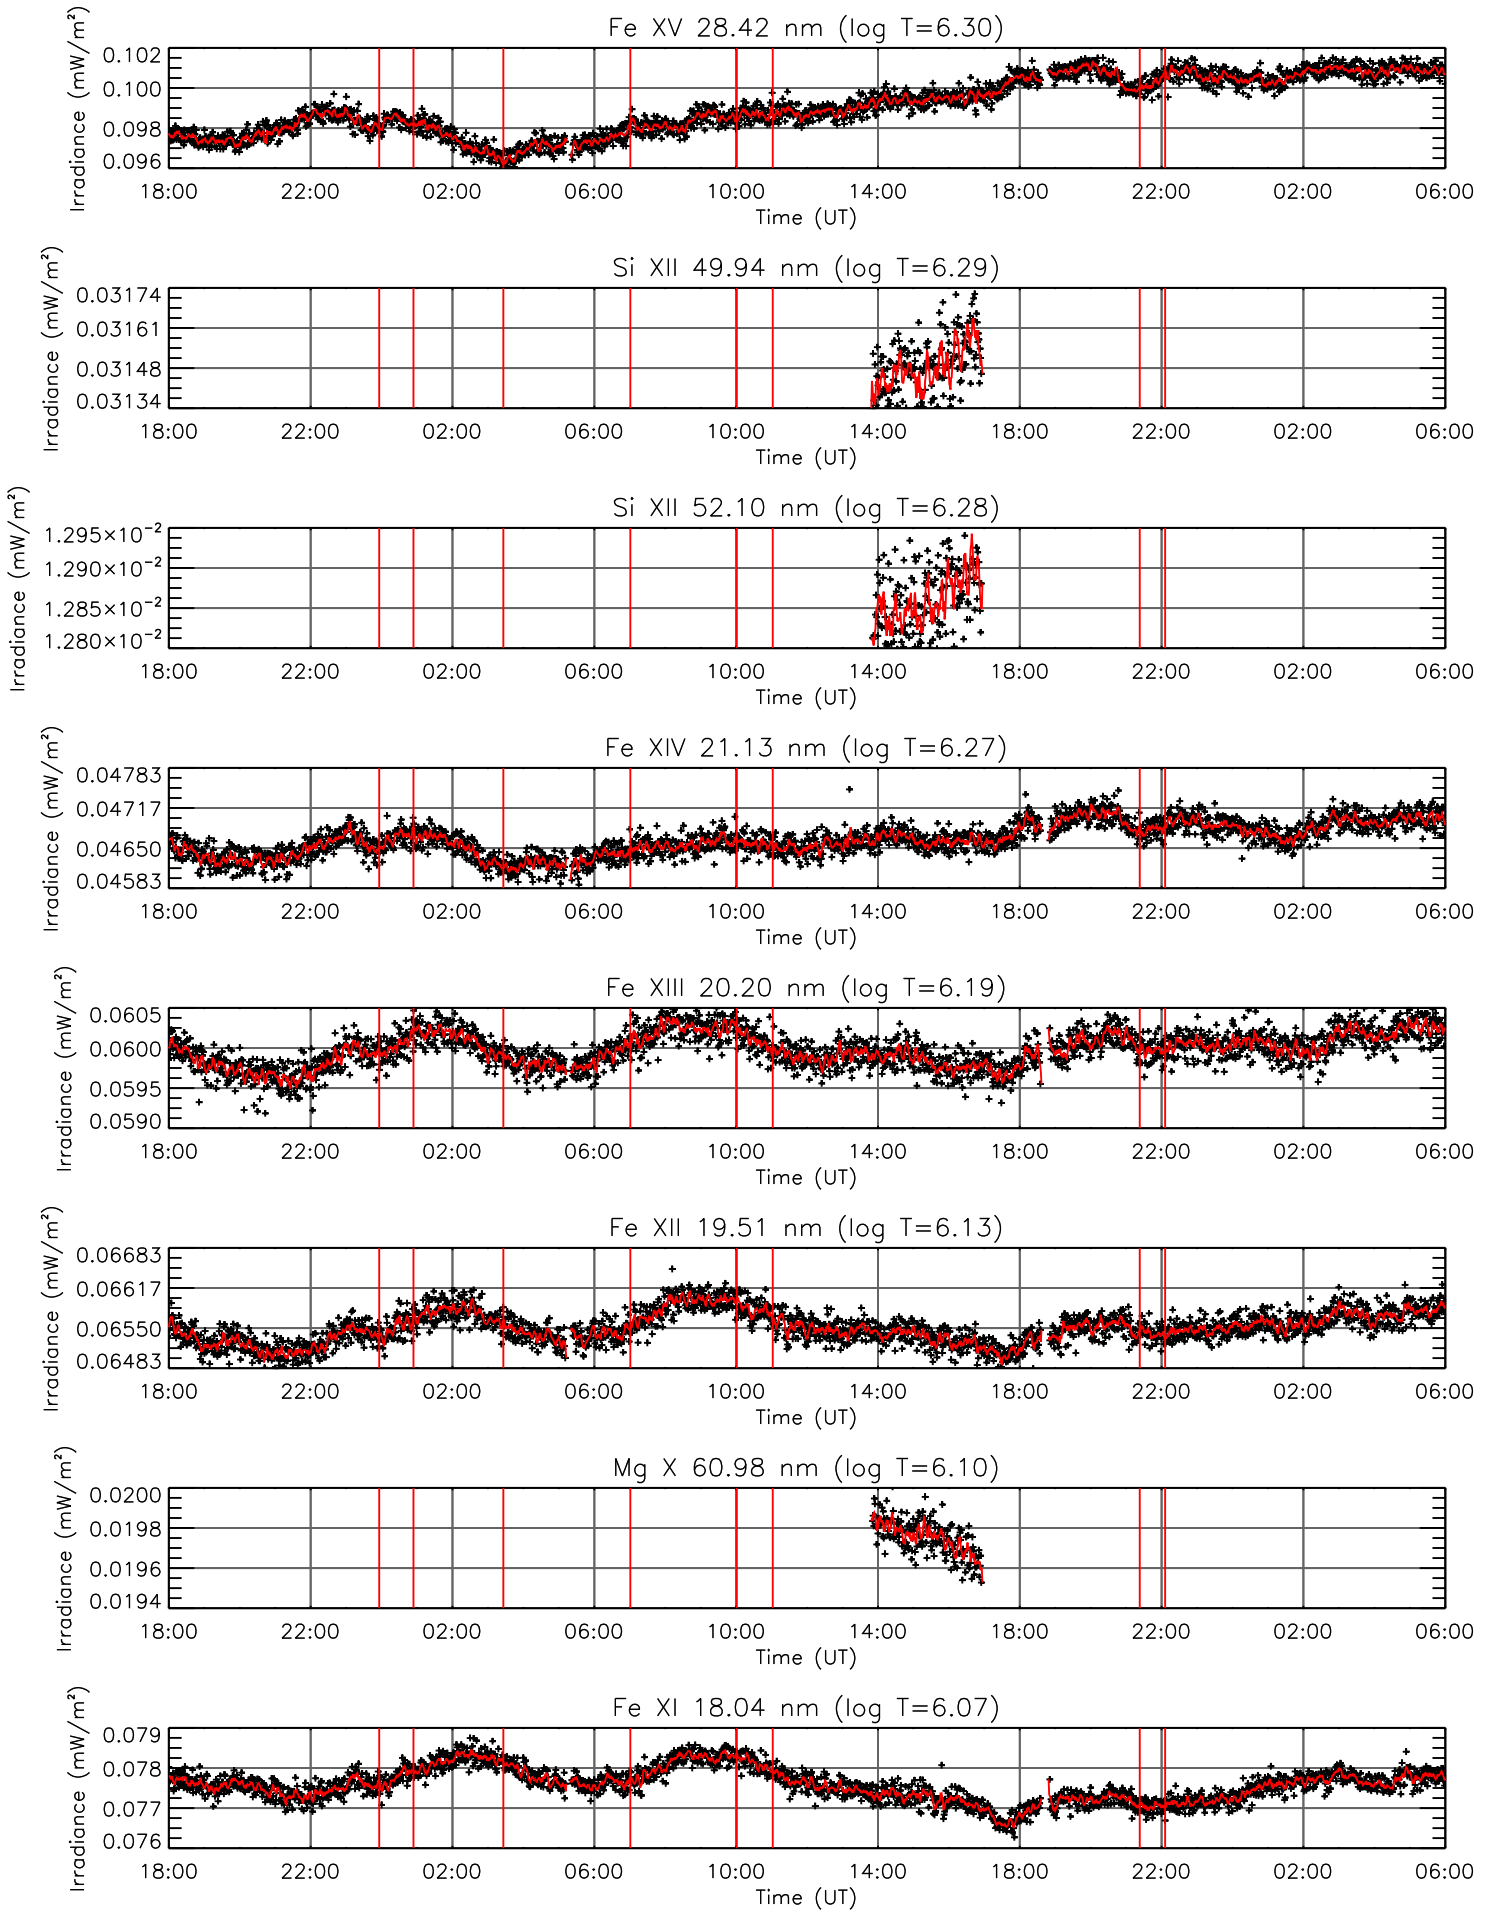 Fe XV 28.42 nm (log T=6.30)
Irradiance (mW/m²)
0.102
0.100
0.098
0.096
18:00 22:00 02:00 06:00 10:00 14:00 18:00 22:00 02:00 06:00
Time (UT)
Si XII 49.94 nm (log T=6.29)
Irradiance (mW/m²)
0.03174
0.03161
0.03148
0.03134
18:00 22:00 02:00 06:00 10:00 14:00 18:00 22:00 02:00 06:00
Time (UT)
Si XII 52.10 nm (log T=6.28)
Irradiance (mW/m²)
1.295×10⁻²
1.290×10⁻²
1.285×10⁻²
1.280×10⁻²
18:00 22:00 02:00 06:00 10:00 14:00 18:00 22:00 02:00 06:00
Time (UT)
Fe XIV 21.13 nm (log T=6.27)
Irradiance (mW/m²)
0.04783
0.04717
0.04650
0.04583
18:00 22:00 02:00 06:00 10:00 14:00 18:00 22:00 02:00 06:00
Time (UT)
Fe XIII 20.20 nm (log T=6.19)
Irradiance (mW/m²)
0.0605
0.0600
0.0595
0.0590
18:00 22:00 02:00 06:00 10:00 14:00 18:00 22:00 02:00 06:00
Time (UT)
Fe XII 19.51 nm (log T=6.13)
Irradiance (mW/m²)
0.06683
0.06617
0.06550
0.06483
18:00 22:00 02:00 06:00 10:00 14:00 18:00 22:00 02:00 06:00
Time (UT)
Mg X 60.98 nm (log T=6.10)
Irradiance (mW/m²)
0.0200
0.0198
0.0196
0.0194
18:00 22:00 02:00 06:00 10:00 14:00 18:00 22:00 02:00 06:00
Time (UT)
Fe XI 18.04 nm (log T=6.07)
Irradiance (mW/m²)
0.079
0.078
0.077
0.076
18:00 22:00 02:00 06:00 10:00 14:00 18:00 22:00 02:00 06:00
Time (UT)